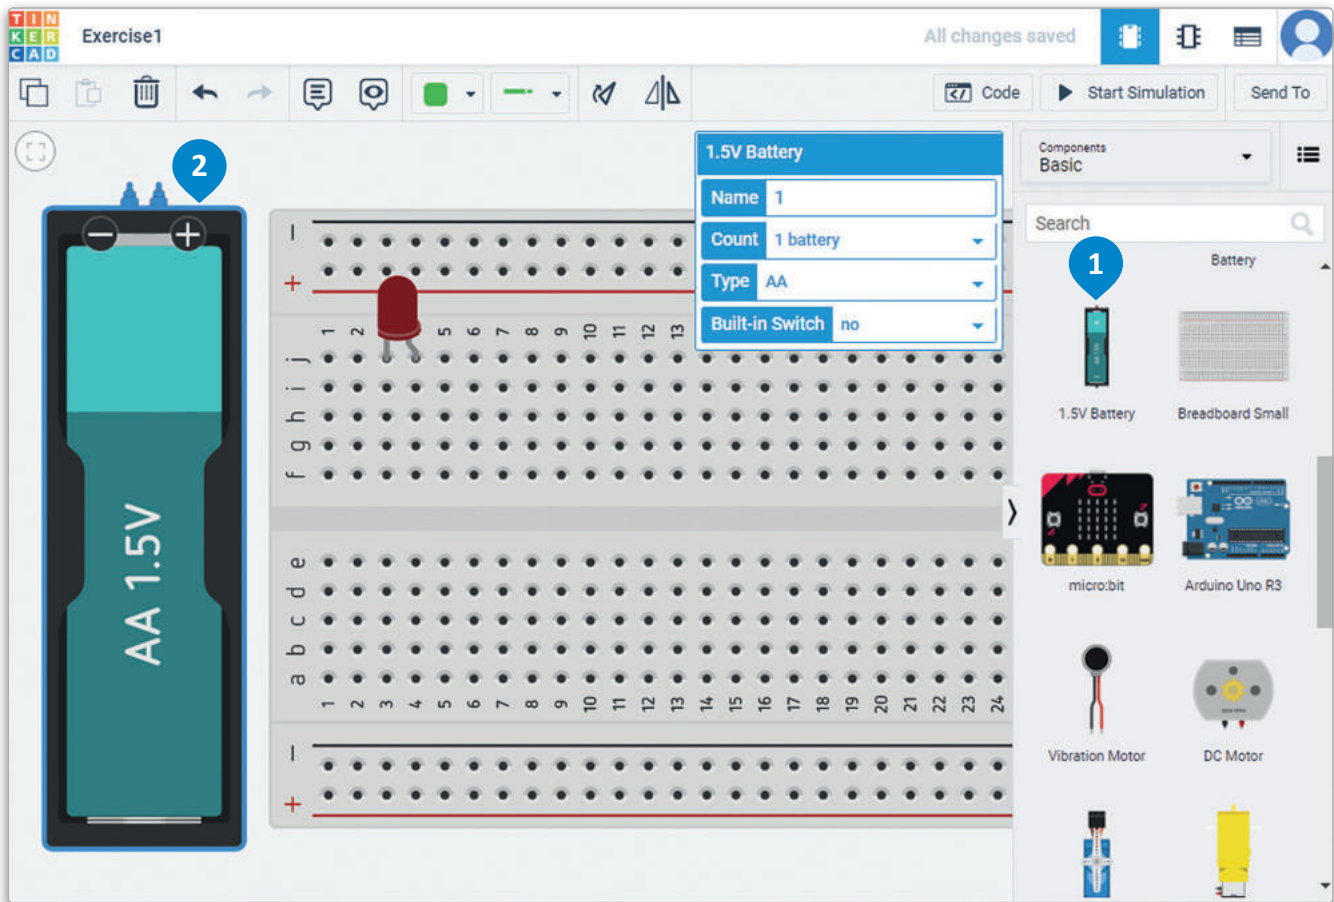 TIN
KER
CAD
Exercise1
All changes saved
Code
Start Simulation
Send To
2
1.5V Battery
Name 1
Count 1 battery
Type AA
Built-in Switch no
Components
Basic
Search
1
Battery
1.5V Battery
Breadboard Small
micro:bit
Arduino Uno R3
Vibration Motor
DC Motor
AA 1.5V
− +
−
+
1 2 5 6 7 8 9 10 11 12 13
j
i
h
g
f
e
d
c
b
a
1 2 3 4 5 6 7 8 9 10 11 12 13 14 15 16 17 18 19 20 21 22 23 24
−
+